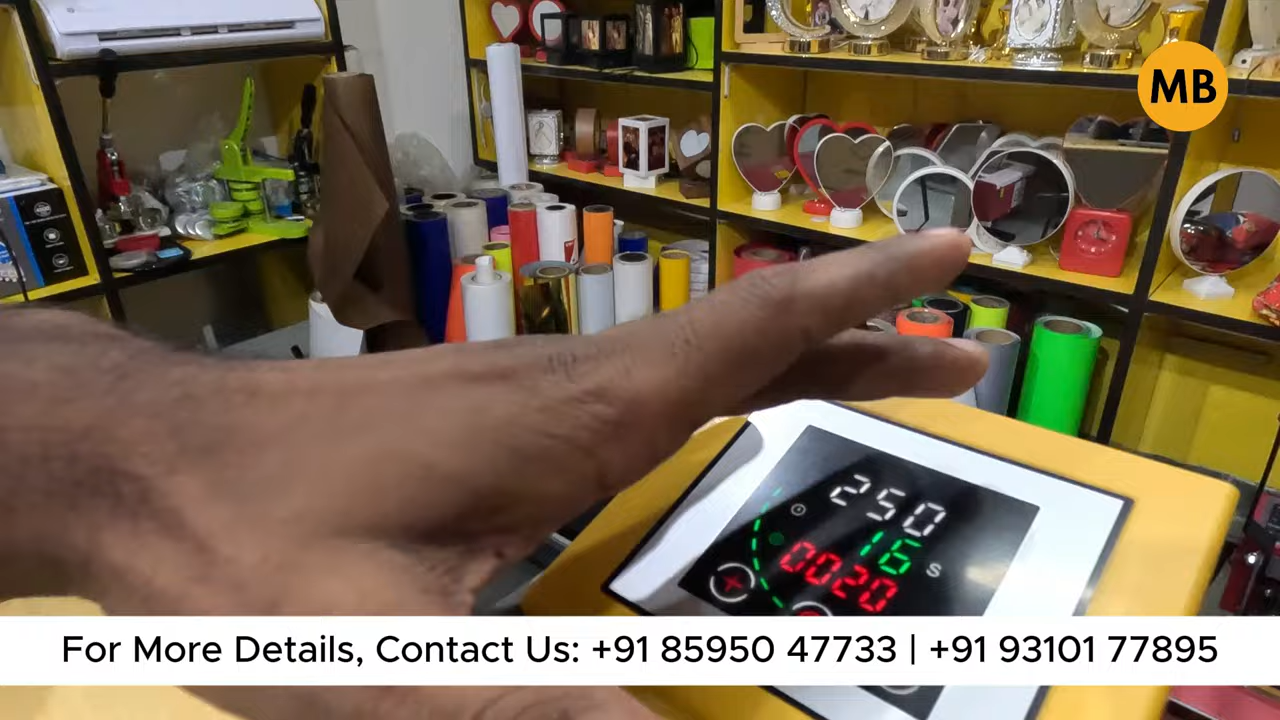 MB
250
16 s
0020
For More Details, Contact Us: +91 85950 47733 | +91 93101 77895